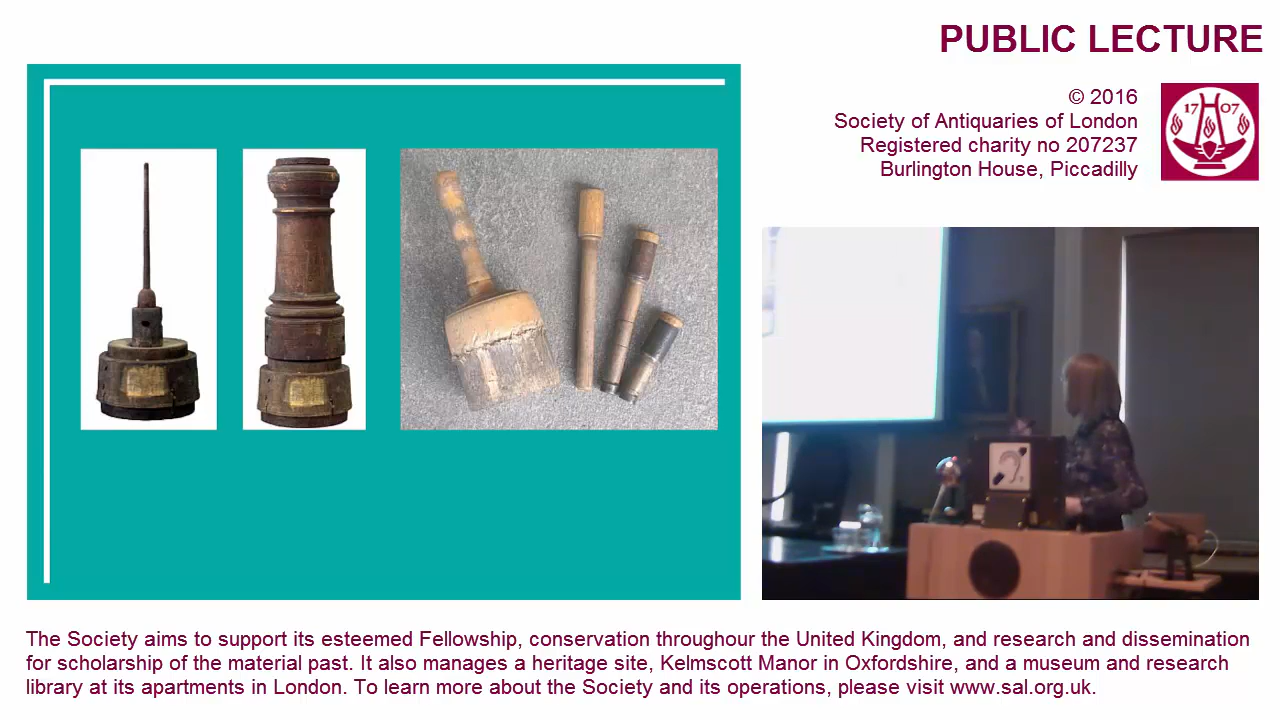 PUBLIC LECTURE
© 2016
Society of Antiquaries of London
Registered charity no 207237
Burlington House, Piccadilly
17 07
The Society aims to support its esteemed Fellowship, conservation throughour the United Kingdom, and research and dissemination
for scholarship of the material past. It also manages a heritage site, Kelmscott Manor in Oxfordshire, and a museum and research
library at its apartments in London. To learn more about the Society and its operations, please visit www.sal.org.uk.